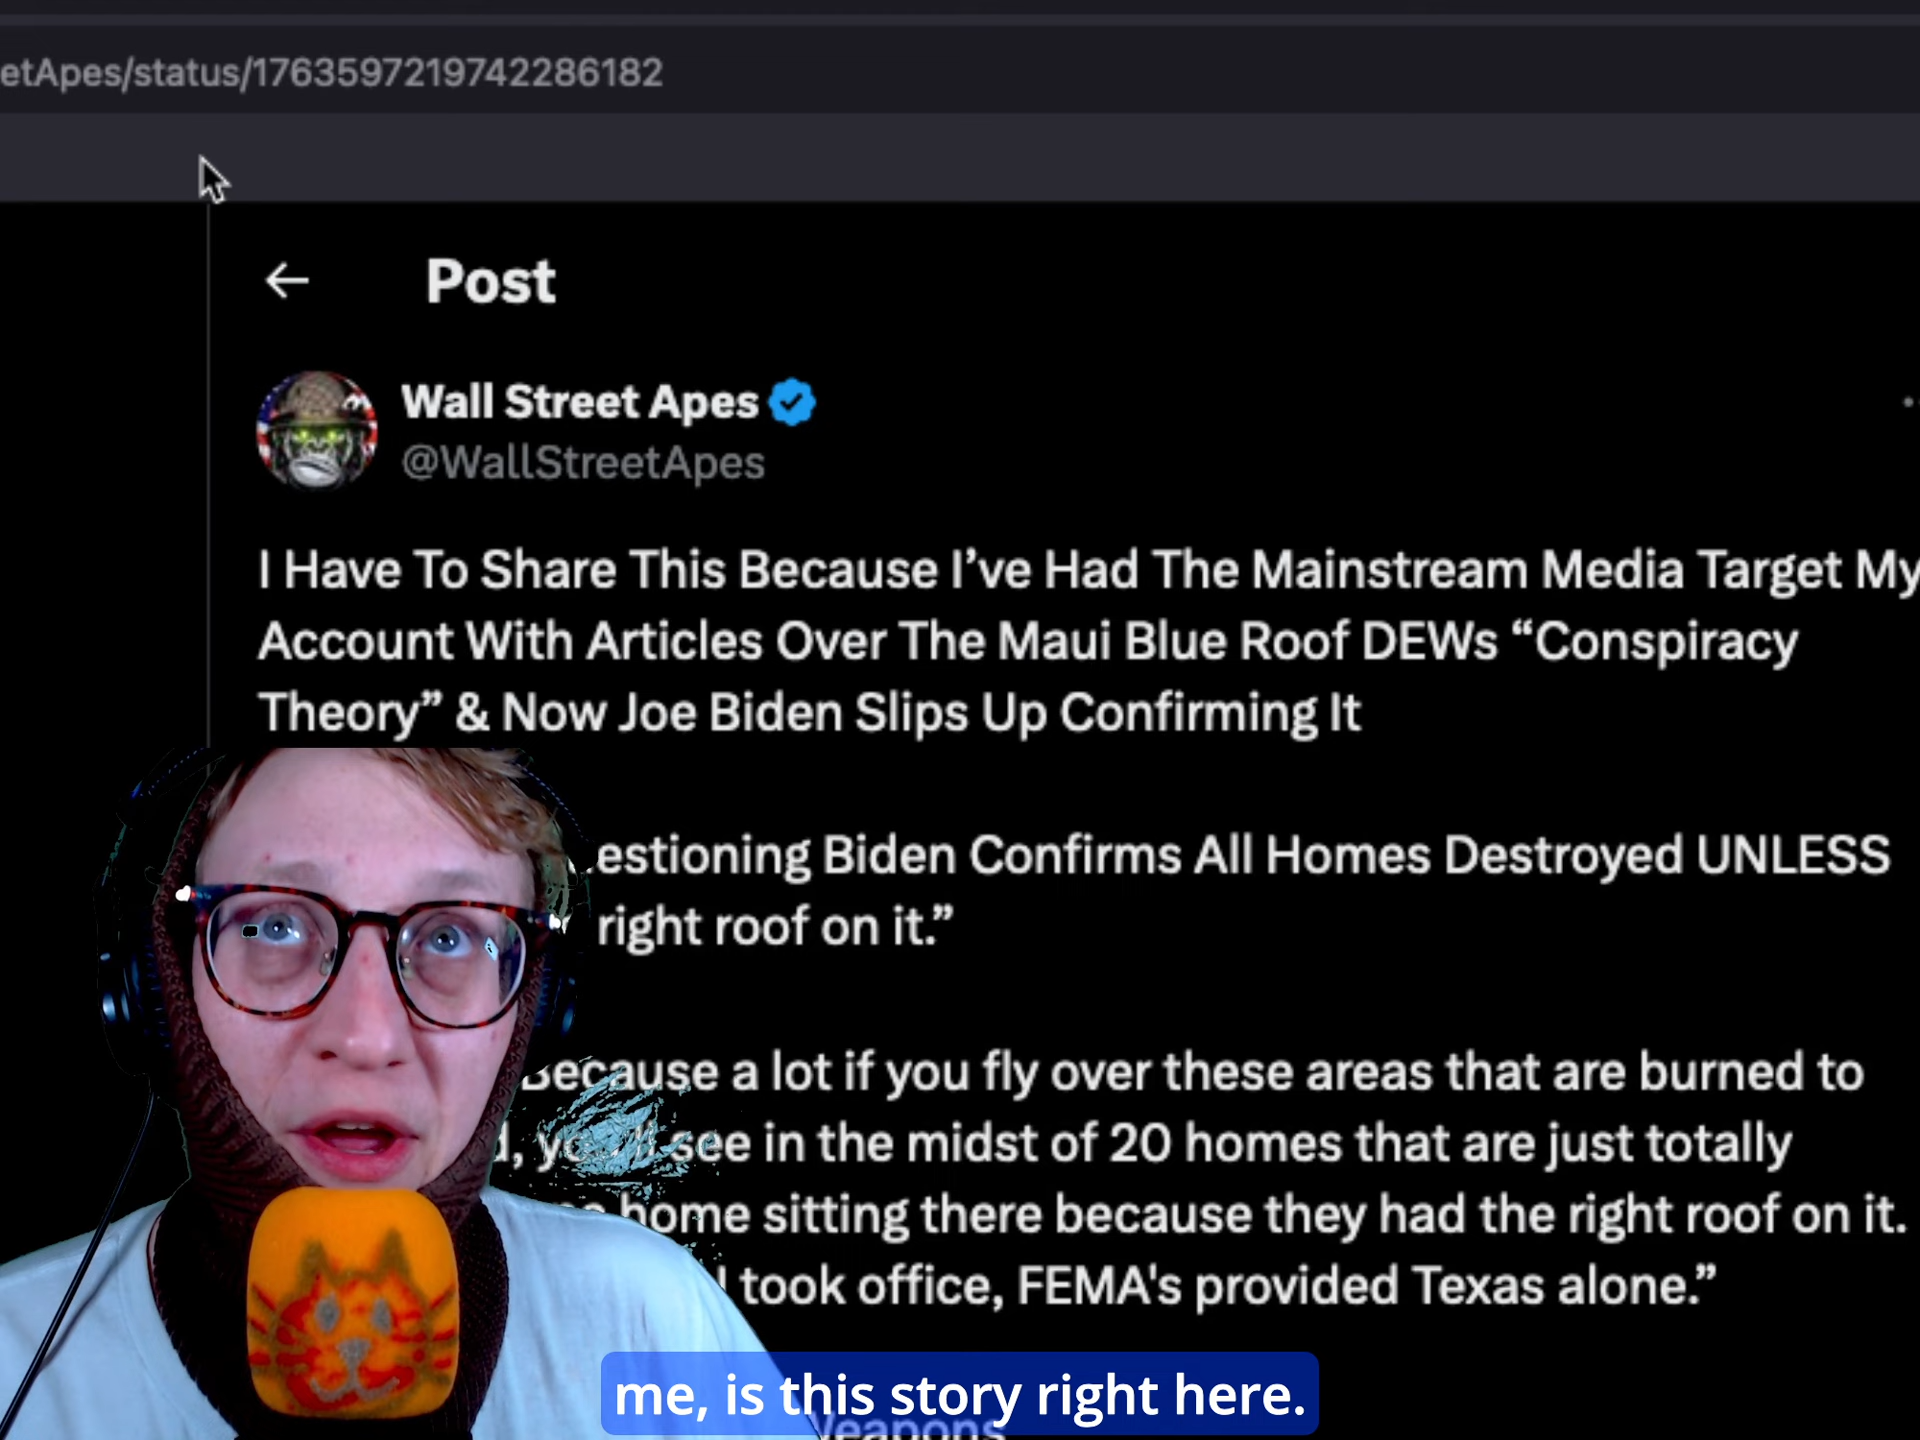 etApes/status/1763597219742286182
Post
Wall Street Apes
@WallStreetApes
I Have To Share This Because I’ve Had The Mainstream Media Target My
Account With Articles Over The Maui Blue Roof DEWs “Conspiracy
Theory” & Now Joe Biden Slips Up Confirming It
estioning Biden Confirms All Homes Destroyed UNLESS
right roof on it.”
Because a lot if you fly over these areas that are burned to
see in the midst of 20 homes that are just totally
home sitting there because they had the right roof on it.
I took office, FEMA's provided Texas alone.”
me, is this story right here.